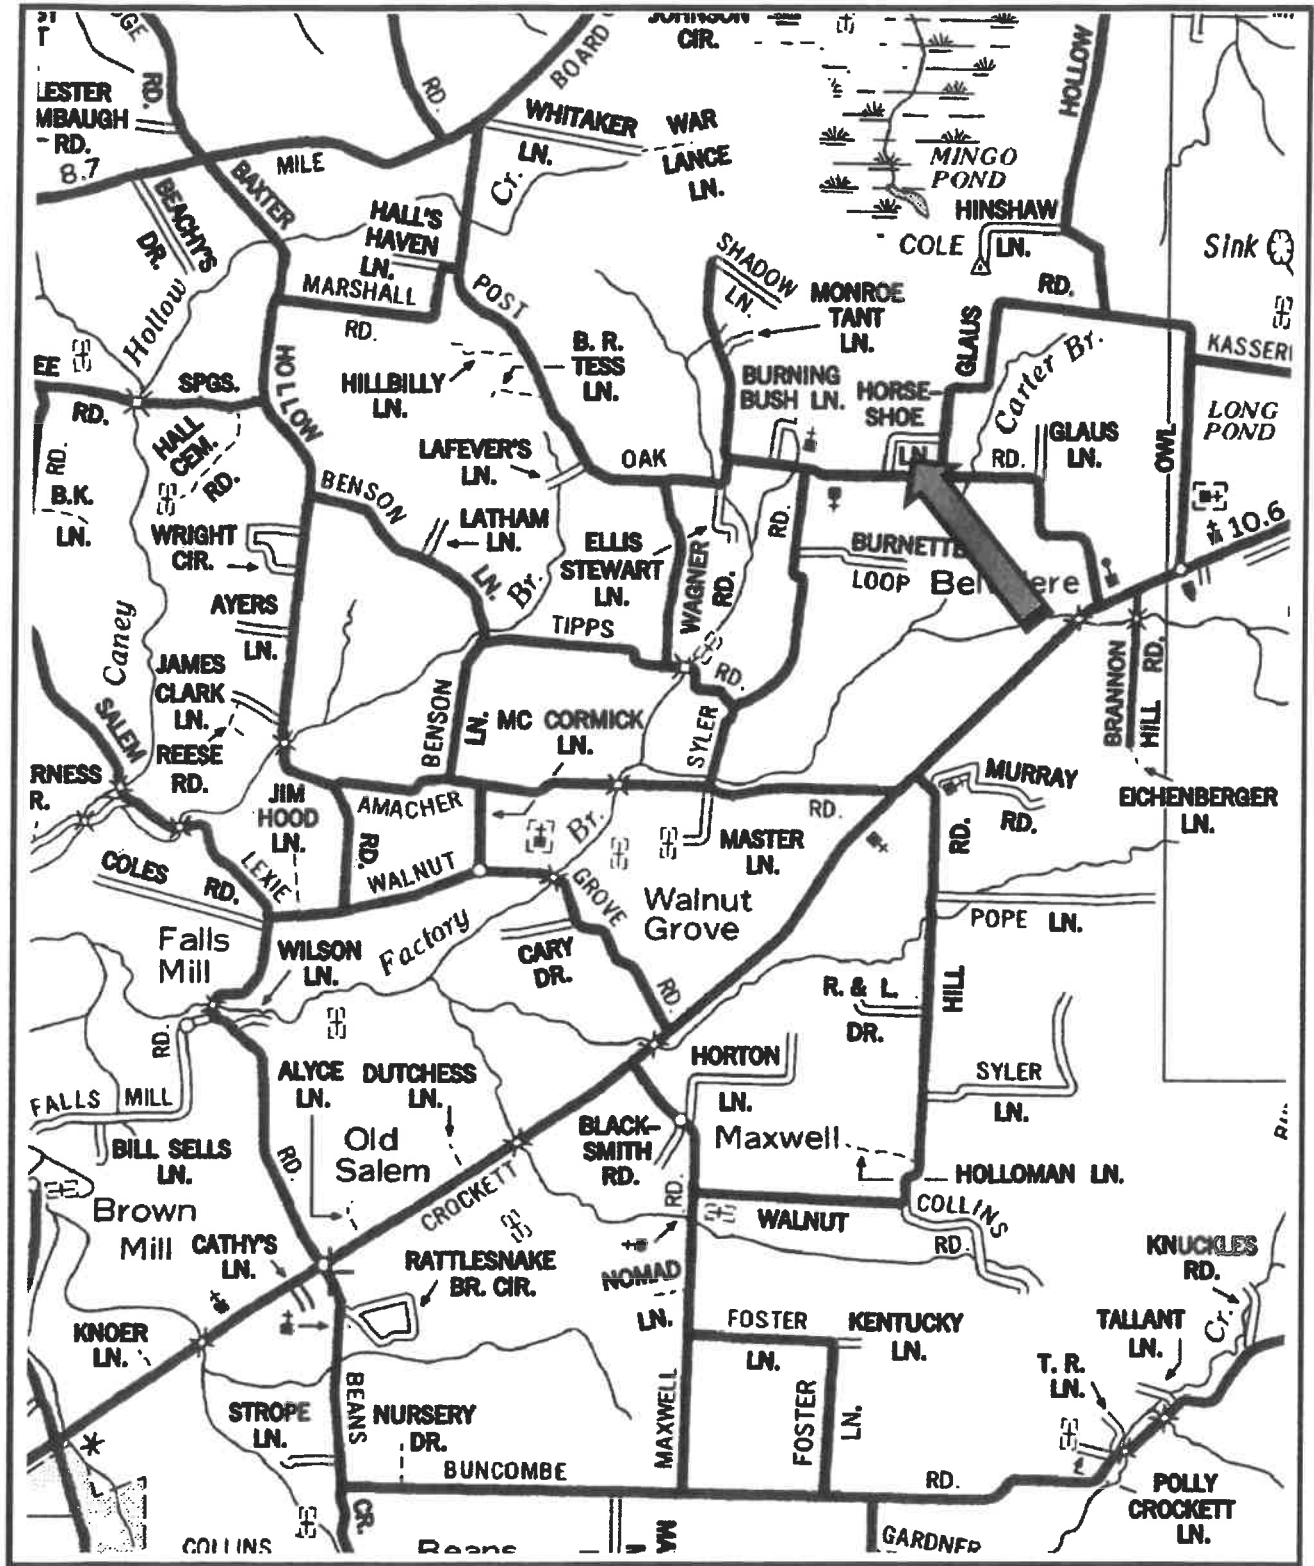 RD.
LESTER
MBAUGH
RD.
8.7
RD.
BOARD
JOHNSON
CIR.
HOLLOW
WHITAKER
LN.
WAR
LANCE
LN.
MILE
BAXTER
BEACHY'S
DR.
Cr.
MINGO
POND
HINSHAW
LN.
COLE
Sink
HALL'S
HAVEN
LN.
MARSHALL
RD.
POST
SHADOW
LN.
MONROE
TANT
LN.
RD.
GLAUS
Carter Br.
KASSER
Hollow
HOLLOW
EE
RD.
SPGS.
HILLBILLY
LN.
B. R.
TESS
LN.
BURNING
BUSH LN.
HORSE-
SHOE
LN.
LONG
POND
HALL
CEM.
RD.
RD.
B.K.
LN.
LAFEVER'S
LN.
OAK
RD.
GLAUS
LN.
OWL
BENSON
LN.
LATHAM
LN.
Br.
WRIGHT
CIR.
ELLIS
STEWART
LN.
WAGNER
RD.
RD.
BURNETTE
LOOP
10.6
AYERS
LN.
TIPPS
RD.
Caney
JAMES
CLARK
LN.
SALEM
REESE
RD.
BENSON
LN.
MC CORMICK
LN.
SYLER
BRANNON
HILL RD.
RNESS
R.
JIM
HOOD
LN.
AMACHER
RD.
MURRAY
RD.
EICHENBERGER
LN.
RD.
Br.
MASTER
LN.
RD.
COLES
RD.
LEXIE
WALNUT
GROVE
RD.
Walnut
Grove
POPE LN.
Falls
Mill
WILSON
LN.
Factory
CARY
DR.
R. & L.
DR.
HILL
RD.
FALLS MILL
ALYCE
LN.
DUTCHESS
LN.
HORTON
LN.
SYLER
LN.
BILL SELLS
LN.
RD.
Old
Salem
BLACK-
SMITH
RD.
Maxwell
HOLLOMAN LN.
CROCKETT
RD.
WALNUT
COLLINS
RD.
Brown
Mill
CATHY'S
LN.
RATTLESNAKE
BR. CIR.
NOMAD
LN.
KNUCKLES
RD.
KNOER
LN.
FOSTER
LN.
KENTUCKY
LN.
TALLANT
LN.
Cr.
T. R.
LN.
BEANS
STROPE
LN.
NURSERY
DR.
MAXWELL
FOSTER
LN.
BUNCOMBE
RD.
POLLY
CROCKETT
LN.
CR.
COLLINS
Beans
GARDNER